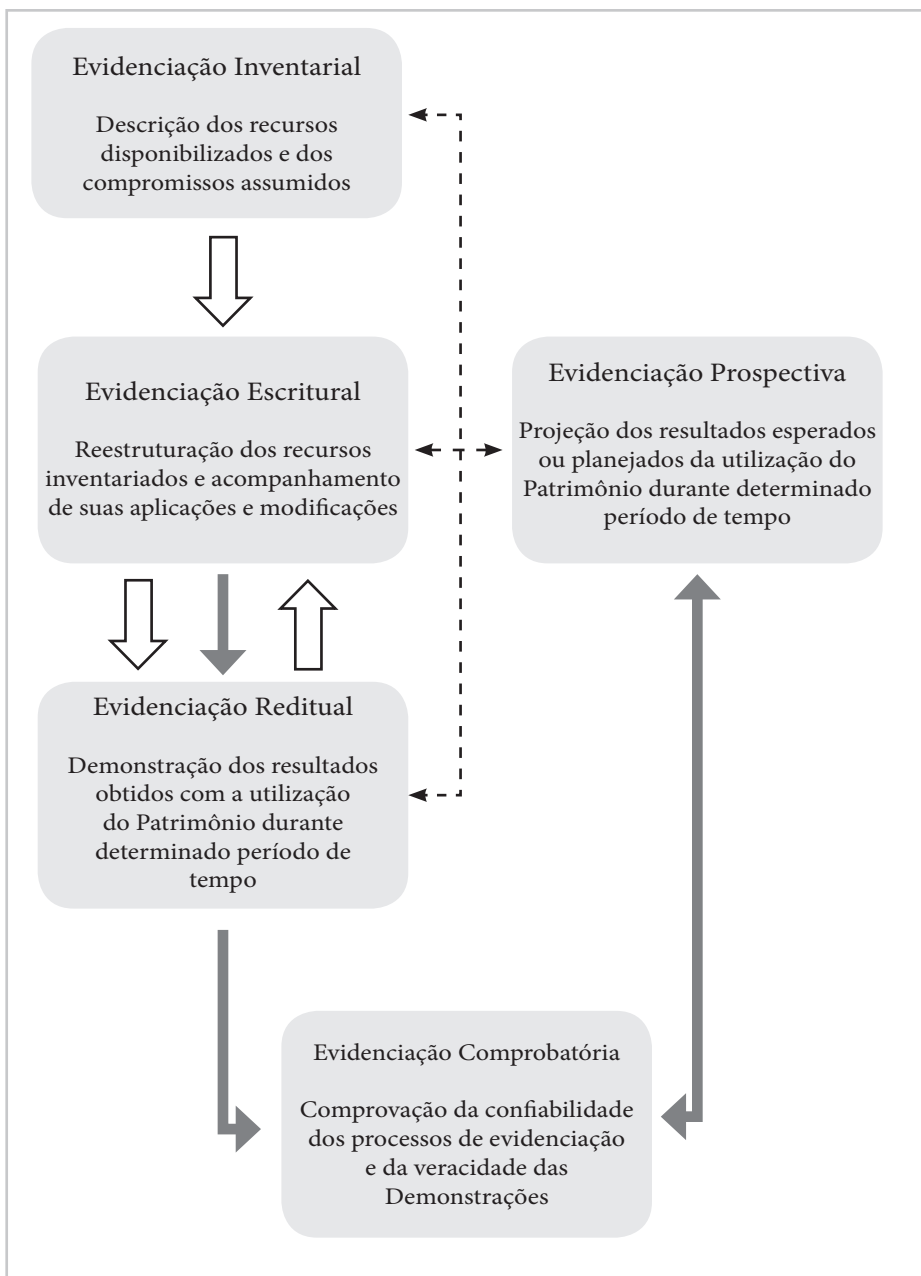 Evidenciação Inventarial
Descrição dos recursos
disponibilizados e dos
compromissos assumidos
Evidenciação Escritural
Reestruturação dos recursos
inventariados e acompanhamento
de suas aplicações e modificações
Evidenciação Prospectiva
Projeção dos resultados esperados
ou planejados da utilização do
Patrimônio durante determinado
período de tempo
Evidenciação Reditual
Demonstração dos resultados
obtidos com a utilização
do Patrimônio durante
determinado período de
tempo
Evidenciação Comprobatória
Comprovação da confiabilidade
dos processos de evidenciação
e da veracidade das
Demonstrações